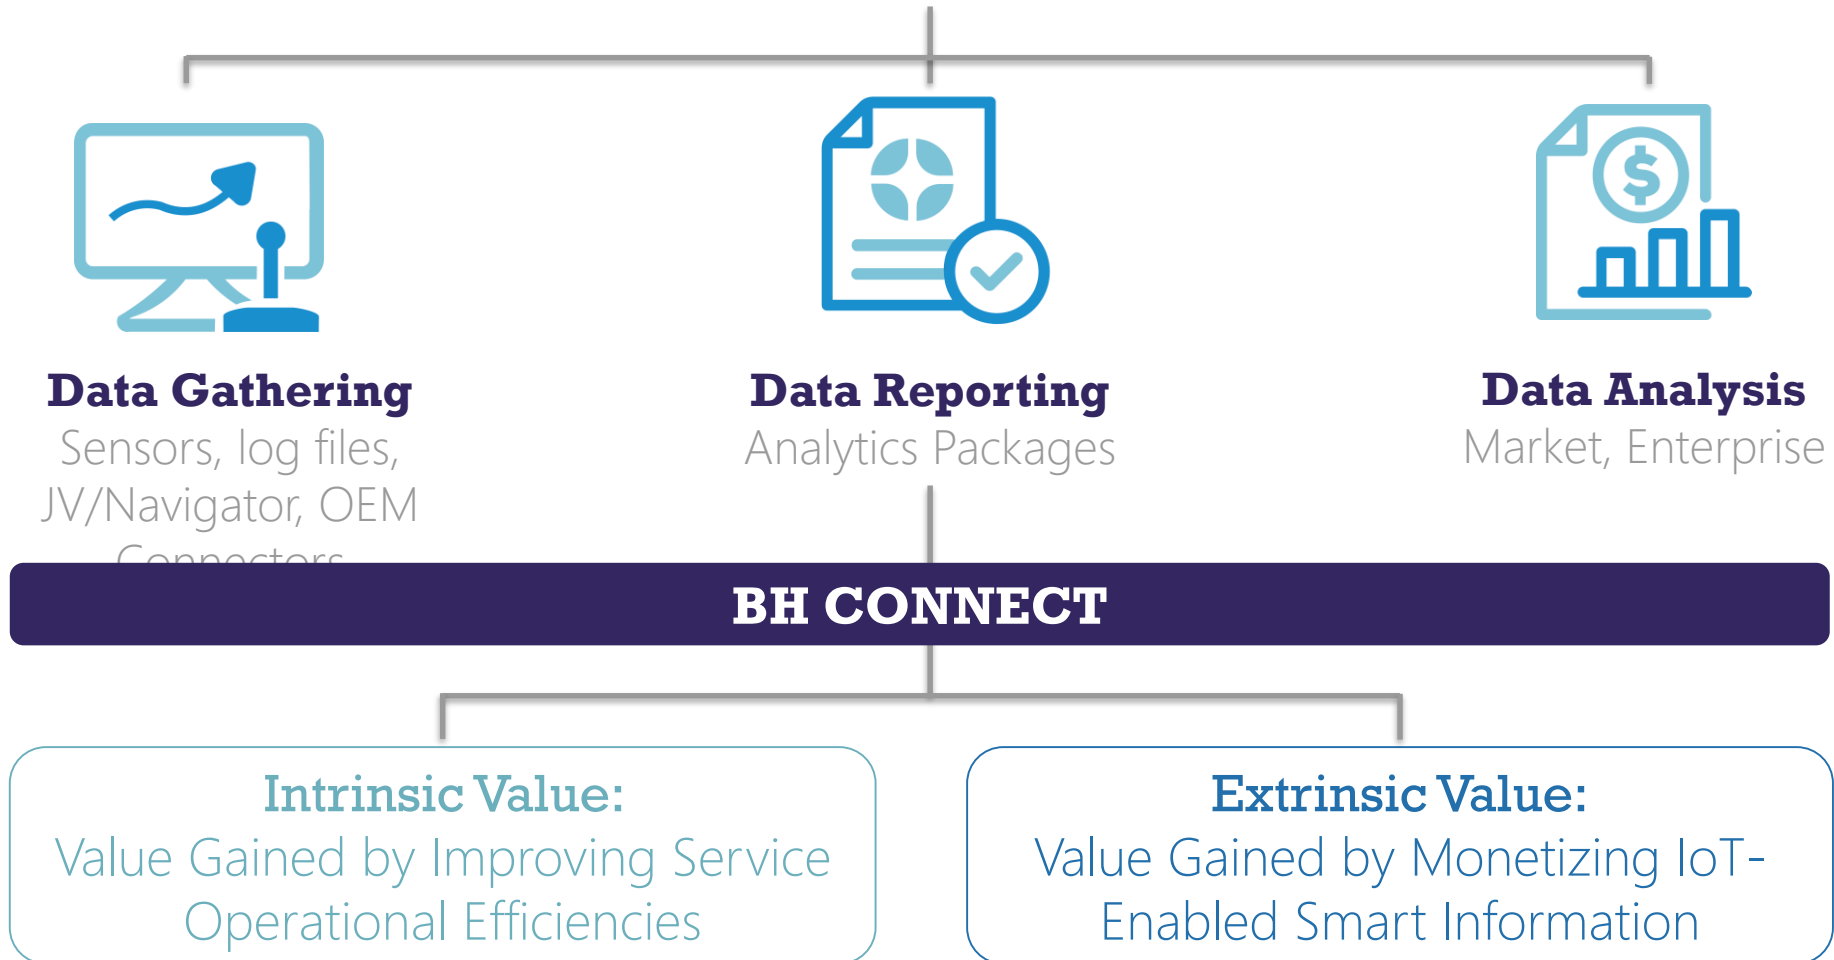 Data Gathering
Sensors, log files,
JV/Navigator, OEM
Connectors
Data Reporting
Analytics Packages
Data Analysis
Market, Enterprise
BH CONNECT
Intrinsic Value:
Value Gained by Improving Service
Operational Efficiencies
Extrinsic Value:
Value Gained by Monetizing IoT-
Enabled Smart Information